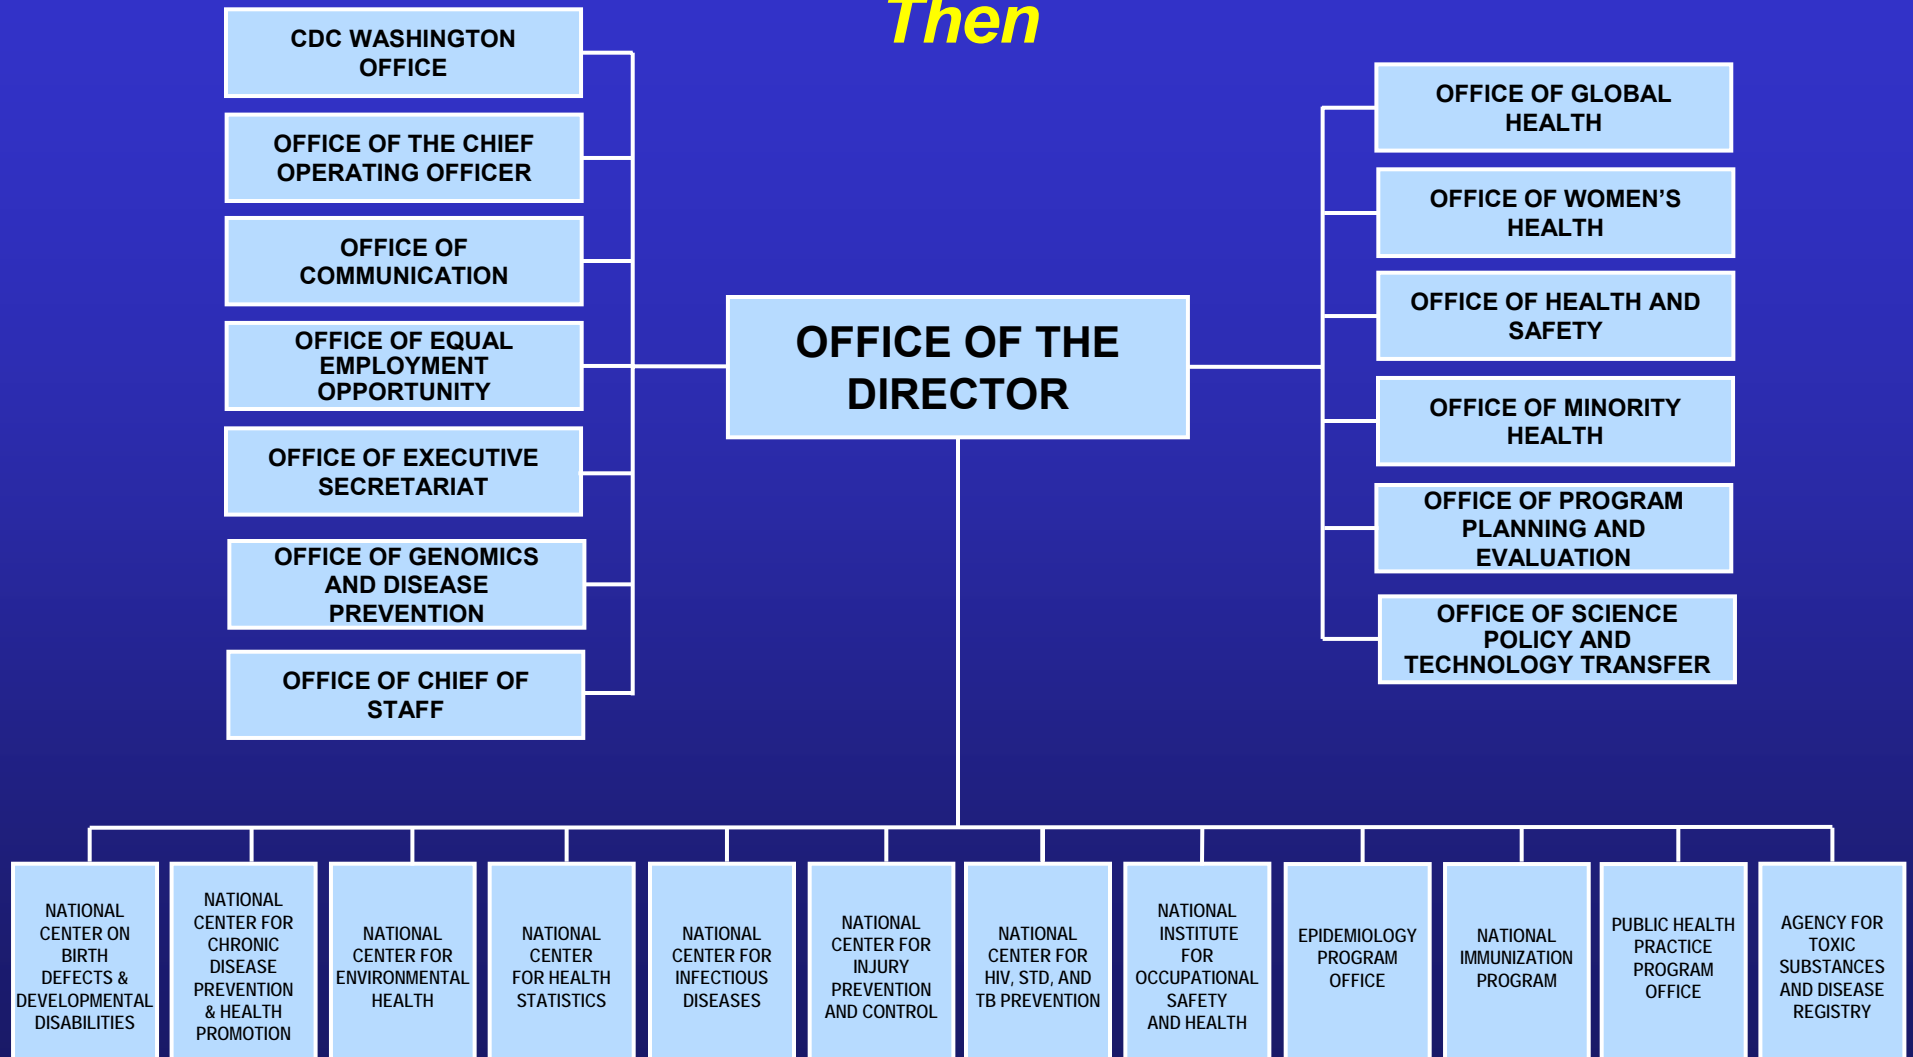 Then
CDC WASHINGTON
OFFICE
OFFICE OF THE CHIEF
OPERATING OFFICER
OFFICE OF
COMMUNICATION
OFFICE OF EQUAL
EMPLOYMENT
OPPORTUNITY
OFFICE OF EXECUTIVE
SECRETARIAT
OFFICE OF GENOMICS
AND DISEASE
PREVENTION
OFFICE OF CHIEF OF
STAFF
OFFICE OF THE
DIRECTOR
OFFICE OF GLOBAL
HEALTH
OFFICE OF WOMEN’S
HEALTH
OFFICE OF HEALTH AND
SAFETY
OFFICE OF MINORITY
HEALTH
OFFICE OF PROGRAM
PLANNING AND
EVALUATION
OFFICE OF SCIENCE
POLICY AND
TECHNOLOGY TRANSFER
NATIONAL
CENTER ON
BIRTH
DEFECTS &
DEVELOPMENTAL
DISABILITIES
NATIONAL
CENTER FOR
CHRONIC
DISEASE
PREVENTION
& HEALTH
PROMOTION
NATIONAL
CENTER FOR
ENVIRONMENTAL
HEALTH
NATIONAL
CENTER
FOR HEALTH
STATISTICS
NATIONAL
CENTER FOR
INFECTIOUS
DISEASES
NATIONAL
CENTER FOR
INJURY
PREVENTION
AND CONTROL
NATIONAL
CENTER FOR
HIV, STD, AND
TB PREVENTION
NATIONAL
INSTITUTE
FOR
OCCUPATIONAL
SAFETY
AND HEALTH
EPIDEMIOLOGY
PROGRAM
OFFICE
NATIONAL
IMMUNIZATION
PROGRAM
PUBLIC HEALTH
PRACTICE
PROGRAM
OFFICE
AGENCY FOR
TOXIC
SUBSTANCES
AND DISEASE
REGISTRY